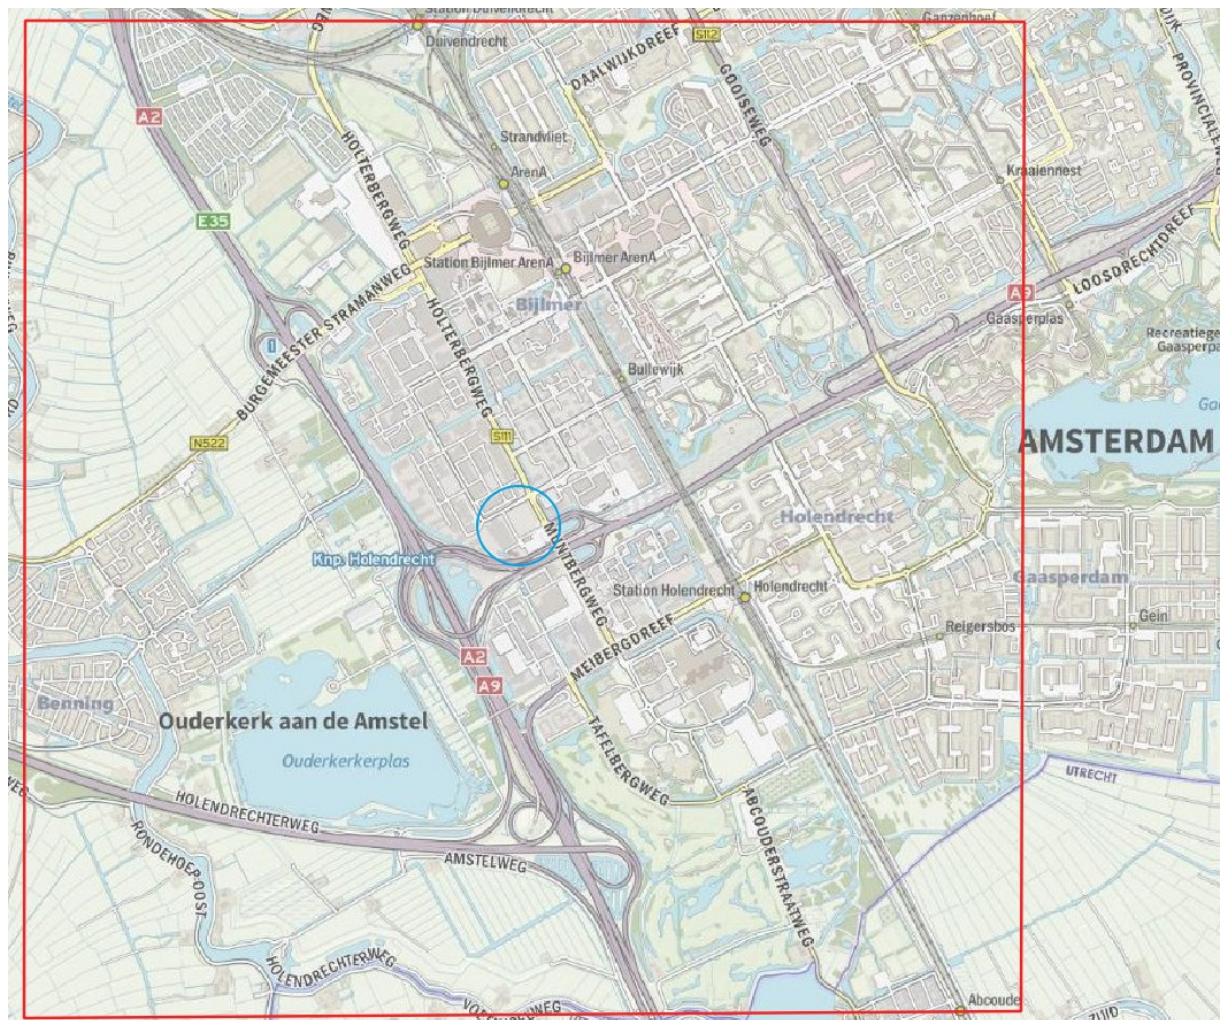 Station Duivendrecht
Duivendrecht
Ganzenhoef
S112
DAALWIJKDREEF
GOOISEWEG
PROVINCIALEWEG
A2
HOLTERBERGWEG
Strandvliet
ArenA
Kraaiennest
E35
Station Bijlmer ArenA
Bijlmer ArenA
LOOSDRECHTDREEF
A9
Gaasperplas
Bijlmer
BURGEMEESTER STRAMANWEG
HOLTERBERGWEG
Recreatiege
Gaasperpa
Bullewijk
N522
S111
AMSTERDAM
MUNTBERGWEG
Holendrecht
Knp. Holendrecht
Station Holendrecht
Holendrecht
Gaasperdam
Reigersbos
Gein
A2
MEIBERGDREEF
A9
Benning
Ouderkerk aan de Amstel
Ouderkerkerplas
TAFELBERGWEG
UTRECHT
HOLENDRECHTERWEG
RONDEHOEP OOST
AMSTELWEG
ABCOUDERSTRAATWEG
HOLENDRECHTERWEG
Abcoude
ZUID